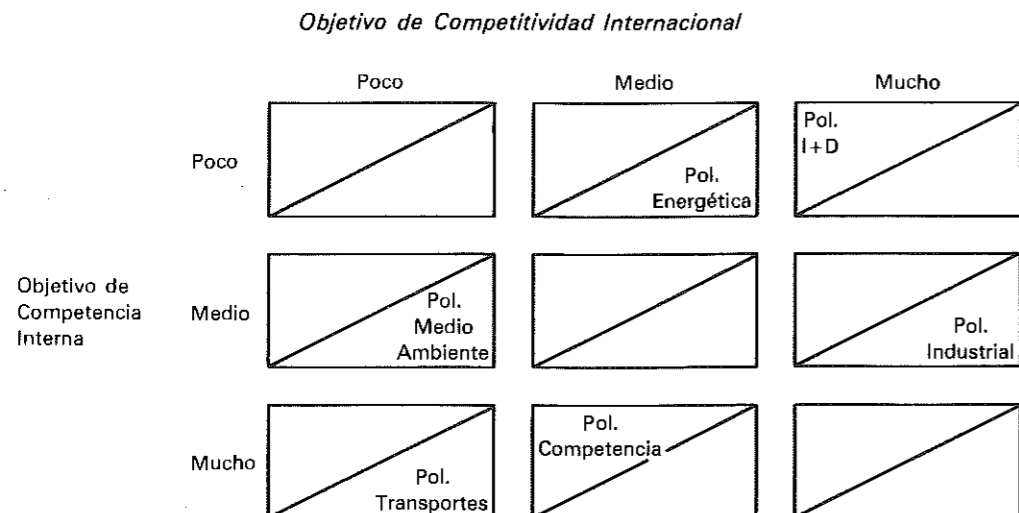 Objetivo de Competitividad Internacional
Poco Medio Mucho
Poco
Pol.
Energética
Pol.
I+D
Objetivo de
Competencia
Interna
Medio
Pol.
Medio
Ambiente
Pol.
Industrial
Mucho
Pol.
Transportes
Pol.
Competencia